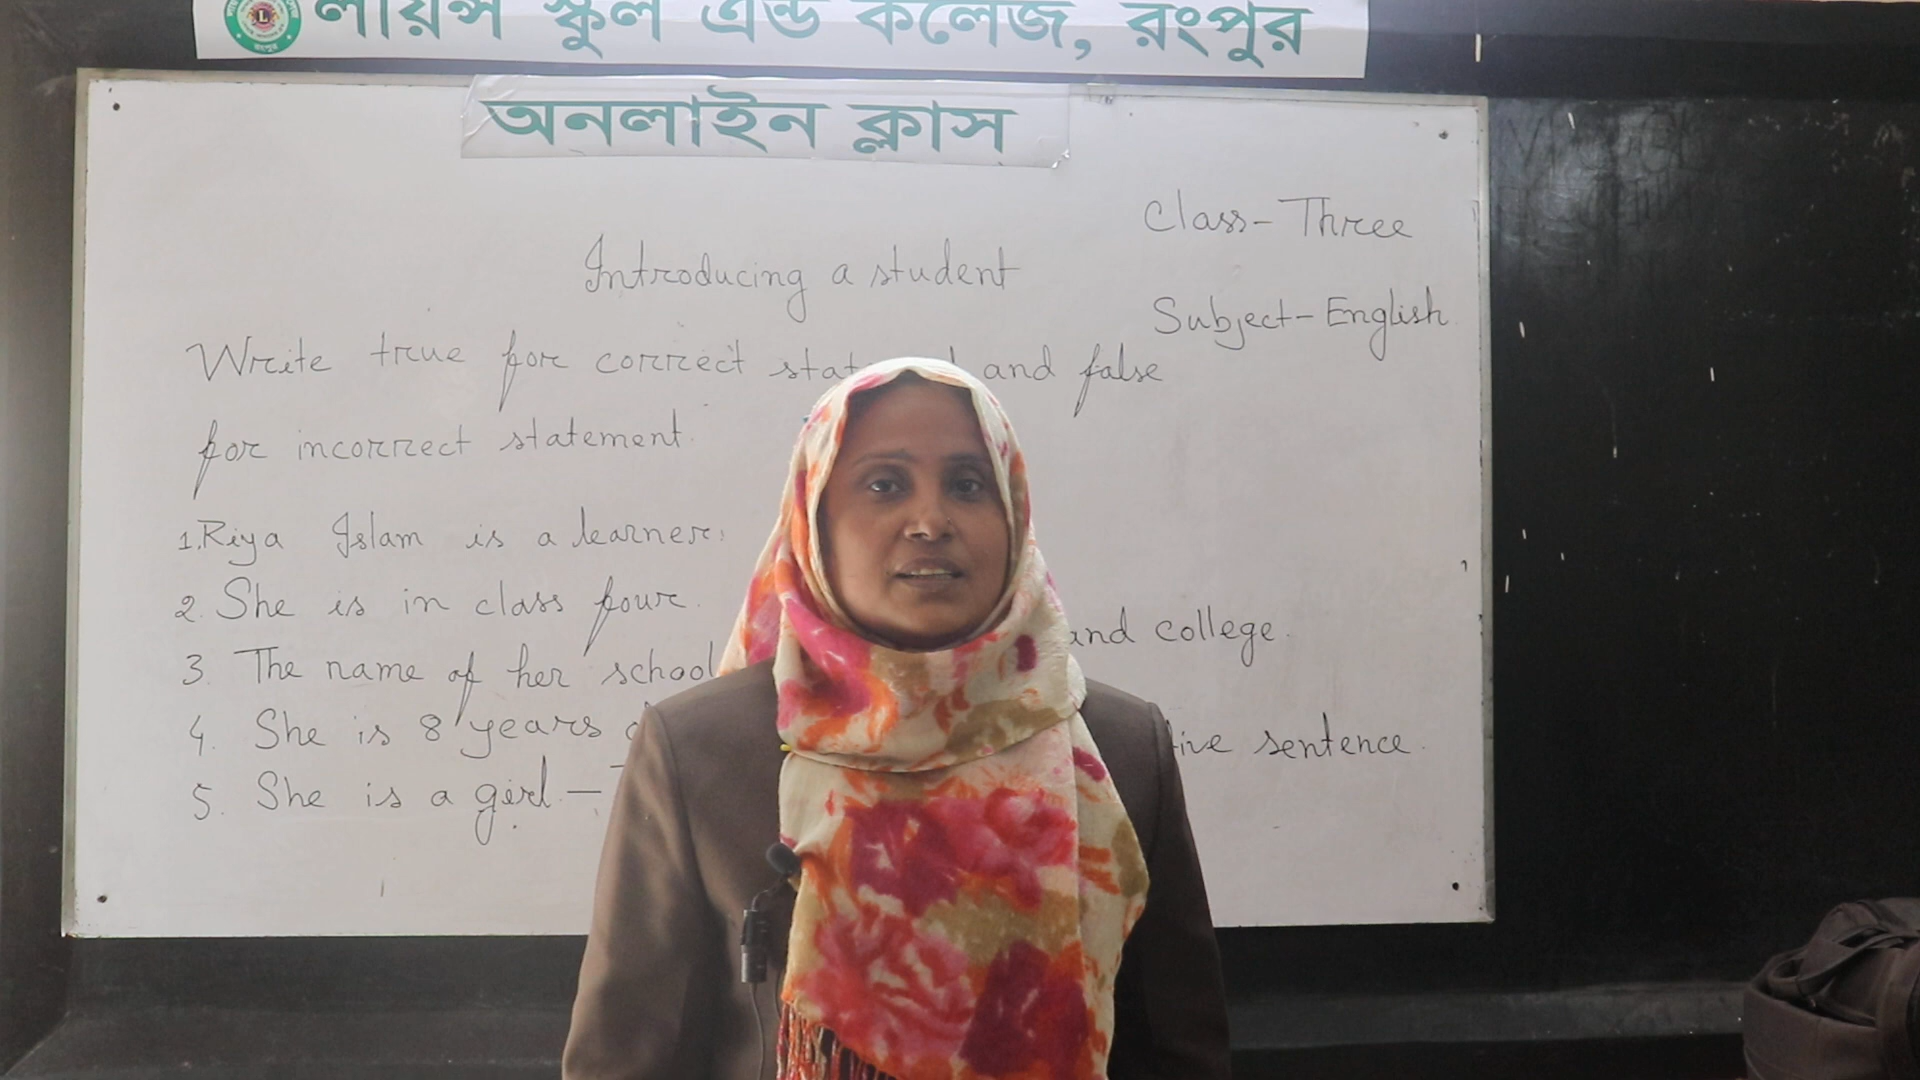 লায়ন্স স্কুল এন্ড কলেজ, রংপুর
অনলাইন ক্লাস
Class-Three
Introducing a student
Subject-English
Write true for correct and false
for incorrect statement.
1. Riya Islam is a learner.
2. She is in class four.
3. The name of her school and college.
4. She is 8 years sentence.
5. She is a girl.—